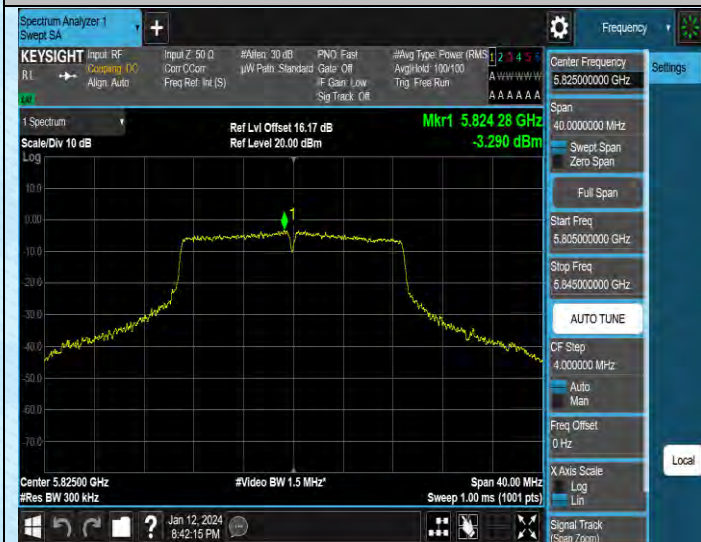 Spectrum Analyzer 1
Swept SA
+
Frequency
KEYSIGHT
Input: RF
Coupling: DC
Align: Auto
Input Z: 50 Ω
Corr CCorr
Freq Ref: Int (S)
#Atten: 30 dB
µW Path: Standard
PNO: Fast
Gate: Off
IF Gain: Low
Sig Track: Off
#Avg Type: Power (RMS
Avg|Hold: 100/100
Trig: Free Run
1 2 3 4 5 6
A W W W W W
A A A A A A
1 Spectrum
Scale/Div 10 dB
Log
Ref Lvl Offset 16.17 dB
Ref Level 20.00 dBm
Mkr1 5.824 28 GHz
-3.290 dBm
10.0
0.00
-10.0
-20.0
-30.0
-40.0
-50.0
-60.0
-70.0
1
Center 5.82500 GHz
#Res BW 300 kHz
#Video BW 1.5 MHz*
Span 40.00 MHz
Sweep 1.00 ms (1001 pts)
Center Frequency
5.825000000 GHz
Settings
Span
40.0000000 MHz
Swept Span
Zero Span
Full Span
Start Freq
5.805000000 GHz
Stop Freq
5.845000000 GHz
AUTO TUNE
CF Step
4.000000 MHz
Auto
Man
Freq Offset
0 Hz
X Axis Scale
Log
Lin
Signal Track
(Span Zoom)
Local
?
Jan 12, 2024
8:42:15 PM